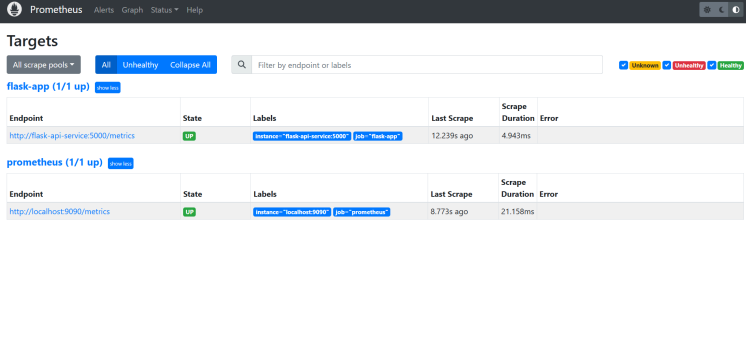 Prometheus Alerts Graph Status Help
Targets
All scrape pools All Unhealthy Collapse All Filter by endpoint or labels Unknown Unhealthy Healthy
flask-app (1/1 up) show less
Endpoint State Labels Last Scrape Scrape Duration Error
http://flask-api-service:5000/metrics UP instance="flask-api-service:5000" job="flask-app" 12.239s ago 4.943ms
prometheus (1/1 up) show less
Endpoint State Labels Last Scrape Scrape Duration Error
http://localhost:9090/metrics UP instance="localhost:9090" job="prometheus" 8.773s ago 21.158ms